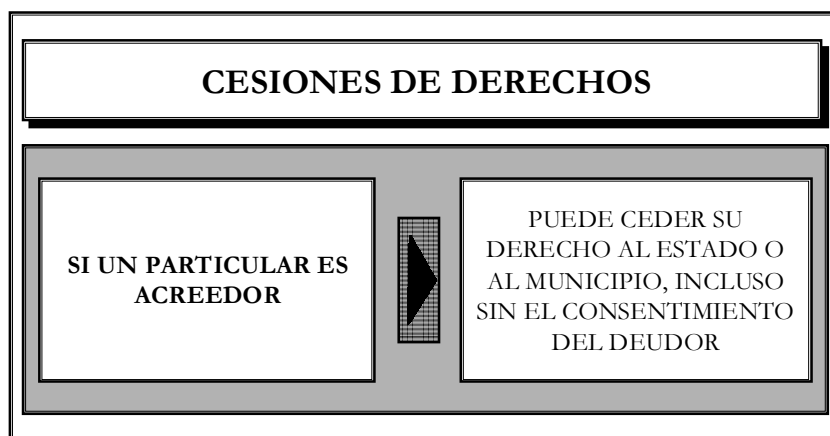 CESIONES DE DERECHOS
SI UN PARTICULAR ES
ACREEDOR
PUEDE CEDER SU
DERECHO AL ESTADO O
AL MUNICIPIO, INCLUSO
SIN EL CONSENTIMIENTO
DEL DEUDOR